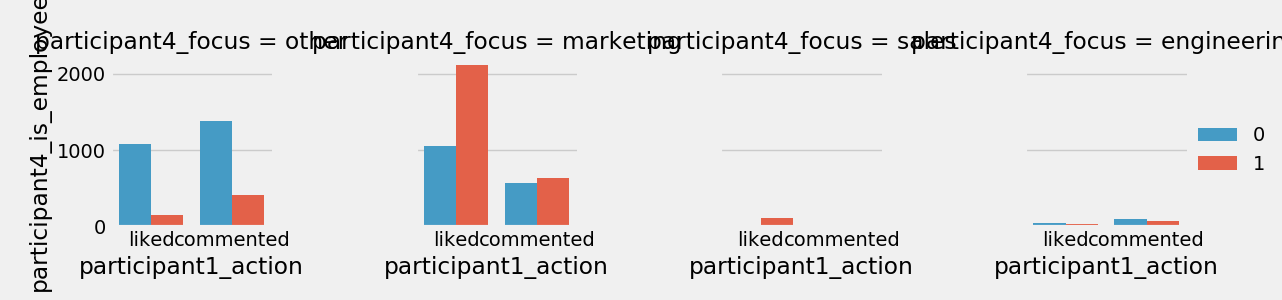 participant4_focus = other
participant4_focus = marketing
participant4_focus = sales
participant4_focus = engineerin
participant4_is_employee
2000
1000
0
liked commented
liked commented
liked commented
liked commented
participant1_action
participant1_action
participant1_action
participant1_action
0
1